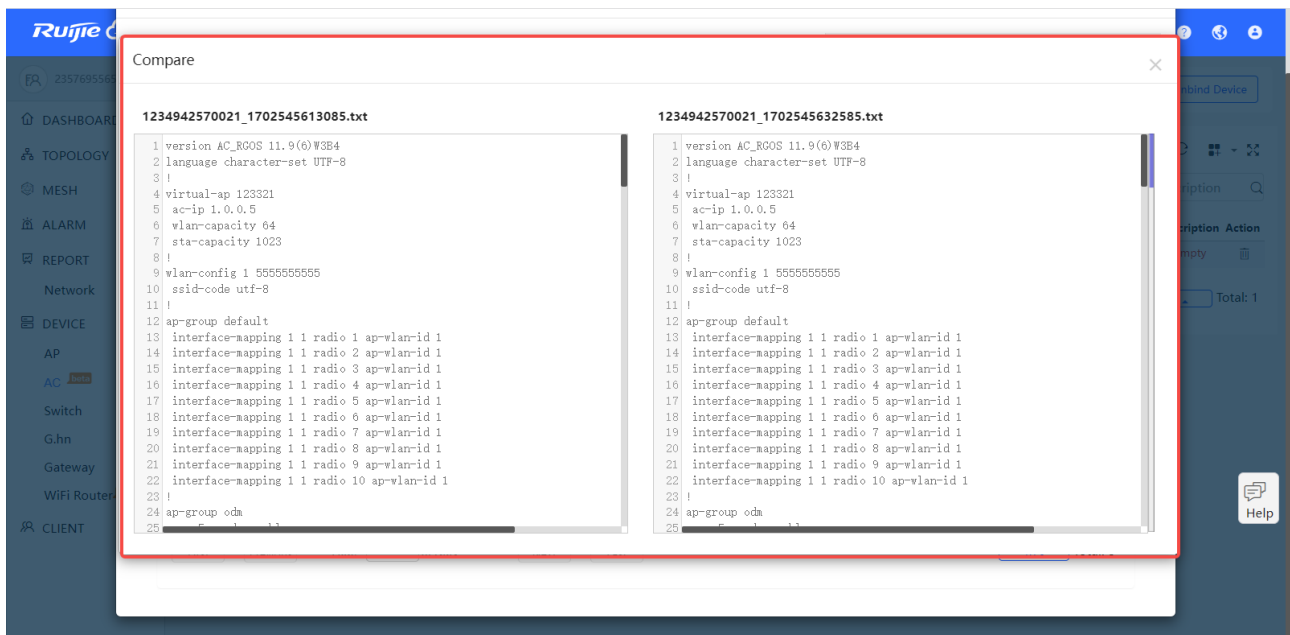 Ruijie
Compare
2357695565
nbind Device
DASHBOARD
TOPOLOGY
MESH
ALARM
REPORT
Network
DEVICE
AP
AC beta
Switch
G.hn
Gateway
WiFi Router
CLIENT
1234942570021_1702545613085.txt
1 version AC_RGOS 11.9(6)W3B4
2 language character-set UTF-8
3 !
4 virtual-ap 123321
5 ac-ip 1.0.0.5
6 wlan-capacity 64
7 sta-capacity 1023
8 !
9 wlan-config 1 5555555555
10 ssid-code utf-8
11 !
12 ap-group default
13 interface-mapping 1 1 radio 1 ap-wlan-id 1
14 interface-mapping 1 1 radio 2 ap-wlan-id 1
15 interface-mapping 1 1 radio 3 ap-wlan-id 1
16 interface-mapping 1 1 radio 4 ap-wlan-id 1
17 interface-mapping 1 1 radio 5 ap-wlan-id 1
18 interface-mapping 1 1 radio 6 ap-wlan-id 1
19 interface-mapping 1 1 radio 7 ap-wlan-id 1
20 interface-mapping 1 1 radio 8 ap-wlan-id 1
21 interface-mapping 1 1 radio 9 ap-wlan-id 1
22 interface-mapping 1 1 radio 10 ap-wlan-id 1
23 !
24 ap-group odm
25
1234942570021_1702545632585.txt
1 version AC_RGOS 11.9(6)W3B4
2 language character-set UTF-8
3 !
4 virtual-ap 123321
5 ac-ip 1.0.0.5
6 wlan-capacity 64
7 sta-capacity 1023
8 !
9 wlan-config 1 5555555555
10 ssid-code utf-8
11 !
12 ap-group default
13 interface-mapping 1 1 radio 1 ap-wlan-id 1
14 interface-mapping 1 1 radio 2 ap-wlan-id 1
15 interface-mapping 1 1 radio 3 ap-wlan-id 1
16 interface-mapping 1 1 radio 4 ap-wlan-id 1
17 interface-mapping 1 1 radio 5 ap-wlan-id 1
18 interface-mapping 1 1 radio 6 ap-wlan-id 1
19 interface-mapping 1 1 radio 7 ap-wlan-id 1
20 interface-mapping 1 1 radio 8 ap-wlan-id 1
21 interface-mapping 1 1 radio 9 ap-wlan-id 1
22 interface-mapping 1 1 radio 10 ap-wlan-id 1
23 !
24 ap-group odm
25
ription
cription Action
mpty
Total: 1
Help